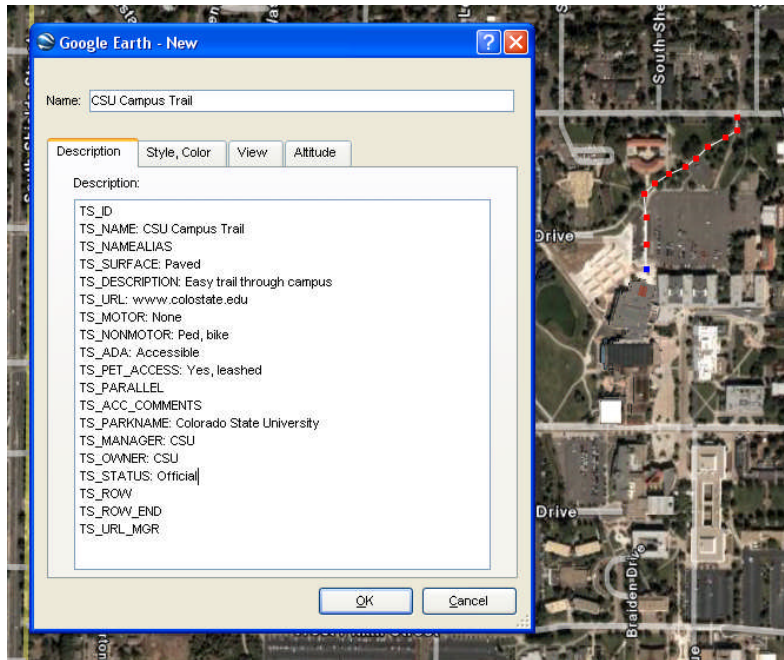 Google Earth - New
Name: CSU Campus Trail
Description Style, Color View Altitude
Description:
TS_ID
TS_NAME: CSU Campus Trail
TS_NAMEALIAS
TS_SURFACE: Paved
TS_DESCRIPTION: Easy trail through campus
TS_URL: www.colostate.edu
TS_MOTOR: None
TS_NONMOTOR: Ped, bike
TS_ADA: Accessible
TS_PET_ACCESS: Yes, leashed
TS_PARALLEL
TS_ACC_COMMENTS
TS_PARKNAME: Colorado State University
TS_MANAGER: CSU
TS_OWNER: CSU
TS_STATUS: Official
TS_ROW
TS_ROW_END
TS_URL_MGR
OK Cancel
South She
Drive
Drive
Braiden Drive